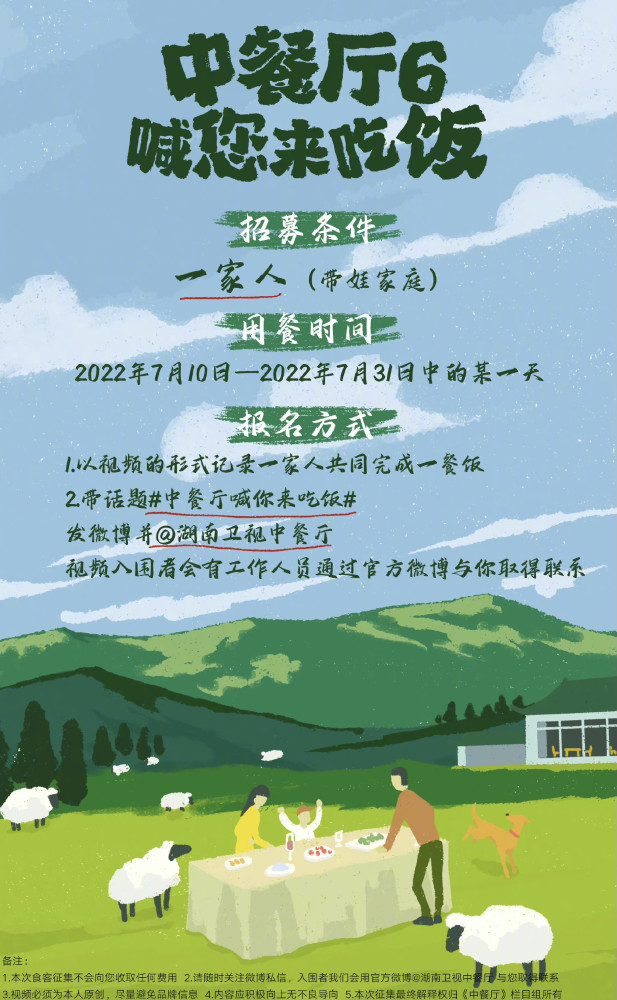 中餐厅6
喊您来吃饭
招募条件
一家人（带娃家庭）
用餐时间
2022年7月10日—2022年7月31日中的某一天
报名方式
1.以视频的形式记录一家人共同完成一餐饭
2.带话题#中餐厅喊你来吃饭#
发微博并@湖南卫视中餐厅
视频入围者会有工作人员通过官方微博与你取得联系
备注：
1.本次食客征集不会向您收取任何费用 2.请随时关注微博私信，入围者我们会用官方微博@湖南卫视中餐厅与您取得联系
3.视频必须为本人原创，尽量避免品牌信息 4.内容应积极向上无不良导向 5.本次征集最终解释权归《中餐厅》栏目组所有